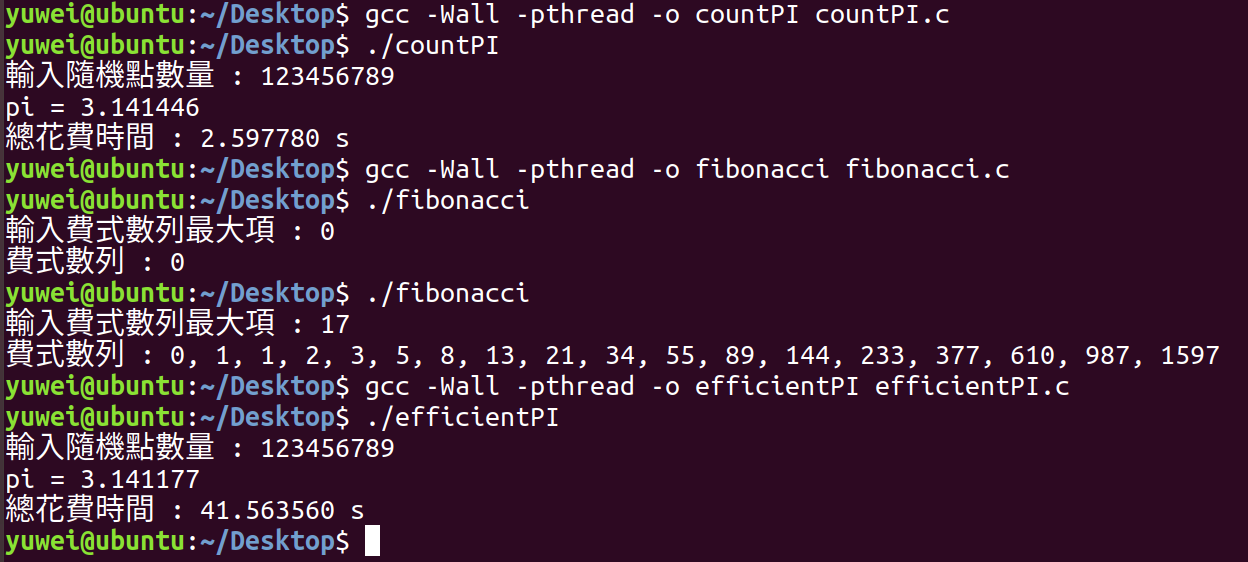 yuwei@ubuntu:~/Desktop$ gcc -Wall -pthread -o countPI countPI.c
yuwei@ubuntu:~/Desktop$ ./countPI
輸入隨機點數量 : 123456789
pi = 3.141446
總花費時間 : 2.597780 s
yuwei@ubuntu:~/Desktop$ gcc -Wall -pthread -o fibonacci fibonacci.c
yuwei@ubuntu:~/Desktop$ ./fibonacci
輸入費式數列最大項 : 0
費式數列 : 0
yuwei@ubuntu:~/Desktop$ ./fibonacci
輸入費式數列最大項 : 17
費式數列 : 0, 1, 1, 2, 3, 5, 8, 13, 21, 34, 55, 89, 144, 233, 377, 610, 987, 1597
yuwei@ubuntu:~/Desktop$ gcc -Wall -pthread -o efficientPI efficientPI.c
yuwei@ubuntu:~/Desktop$ ./efficientPI
輸入隨機點數量 : 123456789
pi = 3.141177
總花費時間 : 41.563560 s
yuwei@ubuntu:~/Desktop$